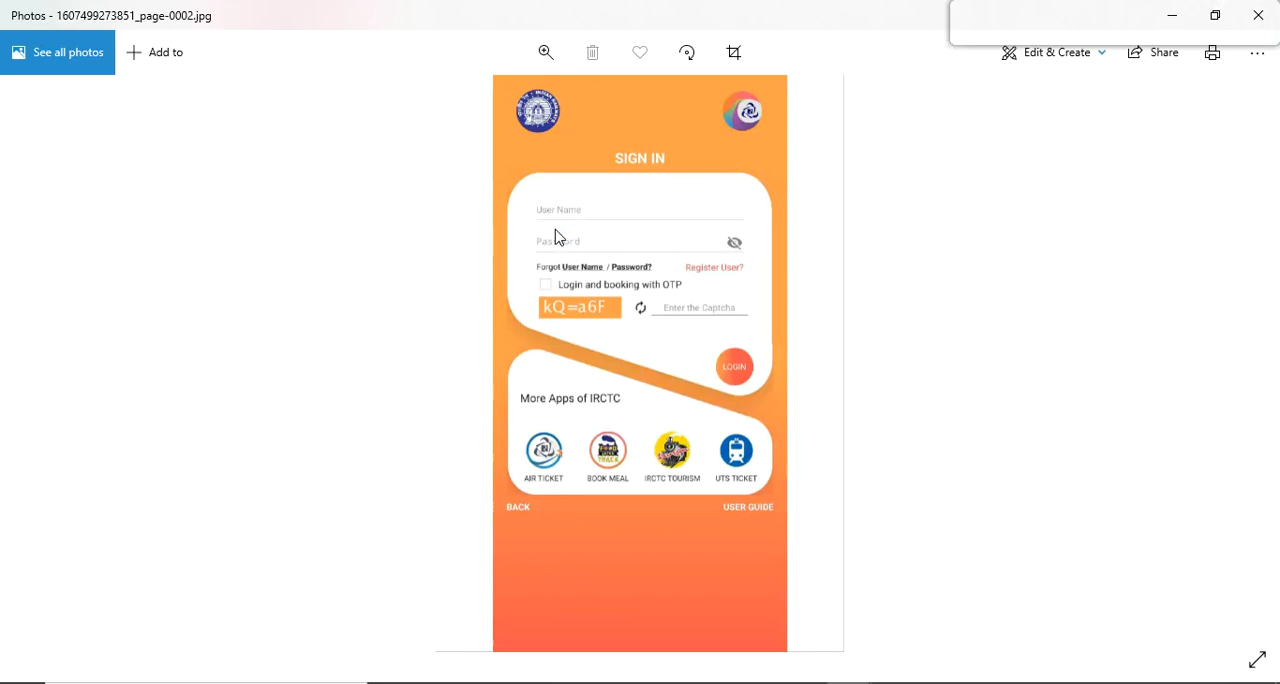 Photos - 1607499273851_page-0002.jpg
See all photos
Add to
Edit & Create
Share
SIGN IN
User Name
Forgot User Name / Password?
Register User?
Login and booking with OTP
kQ=a6F
Enter the Captcha
LOGIN
More Apps of IRCTC
AIR TICKET
BOOK MEAL
IRCTC TOURISM
UTS TICKET
BACK
USER GUIDE